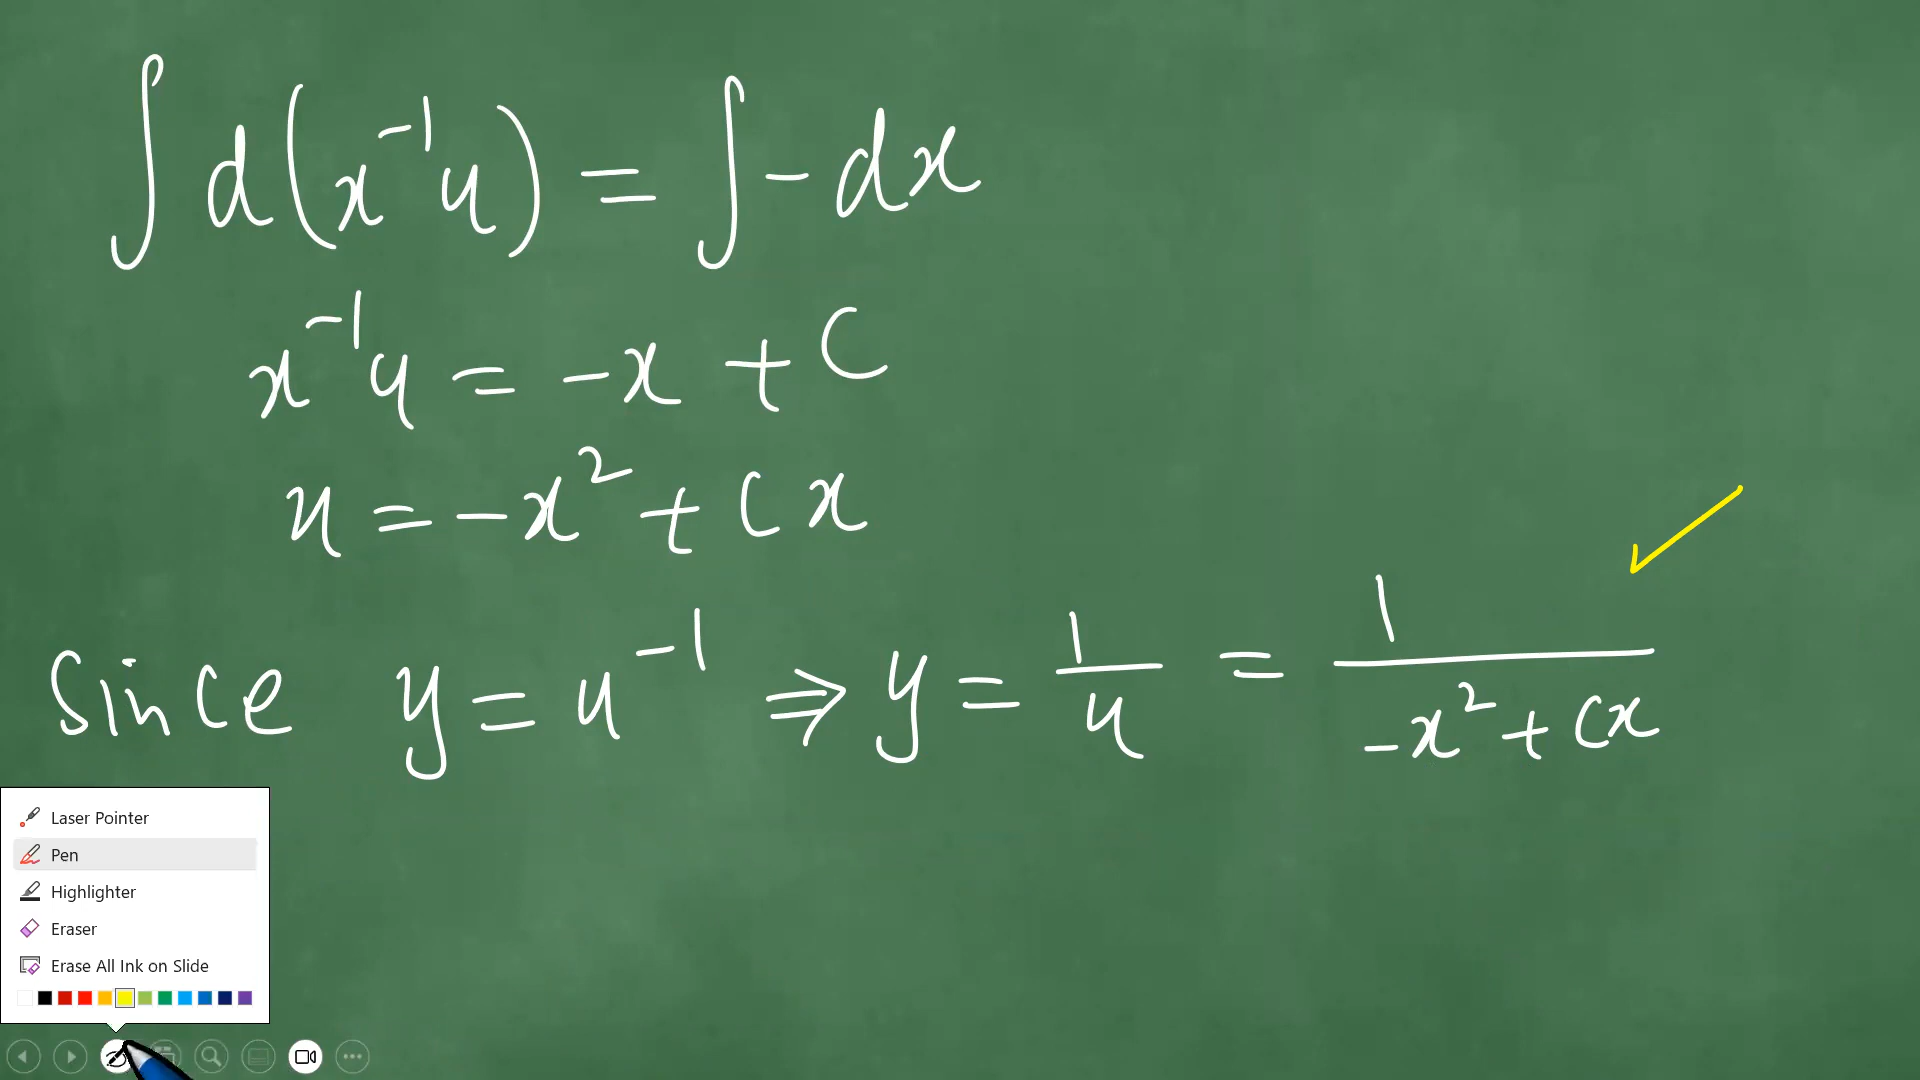 ∫ d(x⁻¹u) = ∫ - dx
x⁻¹u = -x + C
u = -x² + Cx
Since y = u⁻¹ ⇒ y = 1/u = 1/(-x² + Cx)
Laser Pointer
Pen
Highlighter
Eraser
Erase All Ink on Slide